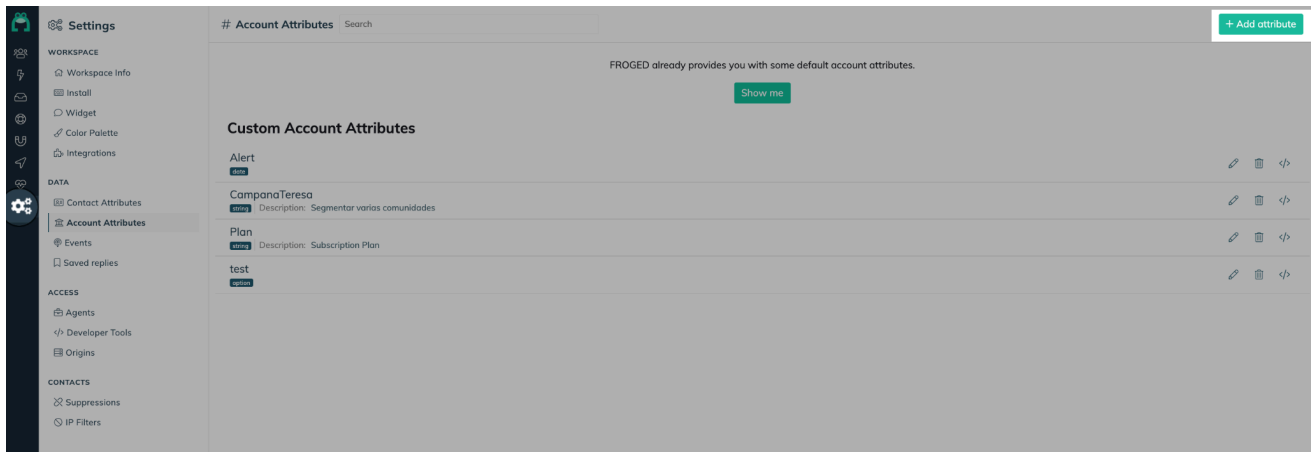 Settings
WORKSPACE
Workspace Info
Install
Widget
Color Palette
Integrations
DATA
Contact Attributes
Account Attributes
Events
Saved replies
ACCESS
Agents
</> Developer Tools
Origins
CONTACTS
Suppressions
IP Filters
# Account Attributes Search
+ Add attribute
FROGED already provides you with some default account attributes.
Show me
Custom Account Attributes
Alert
date
CampanaTeresa
string Description: Segmentar varias comunidades
Plan
string Description: Subscription Plan
test
option